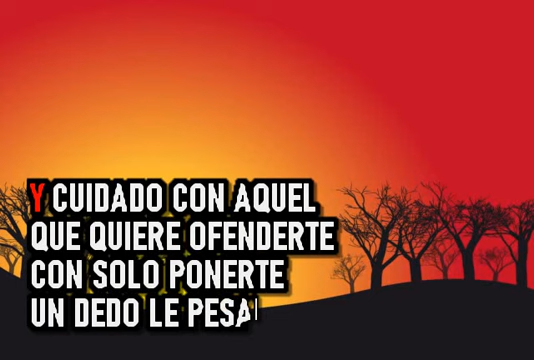 Y CUIDADO CON AQUEL
QUE QUIERE OFENDERTE
CON SOLO PONERTE
UN DEDO LE PESA